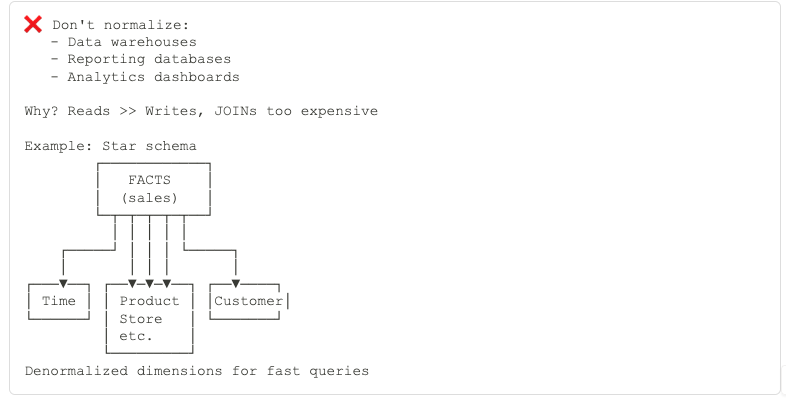 ❌ Don't normalize:
- Data warehouses
- Reporting databases
- Analytics dashboards
Why? Reads >> Writes, JOINs too expensive
Example: Star schema
FACTS
(sales)
Time Product Customer
Store
etc.
Denormalized dimensions for fast queries